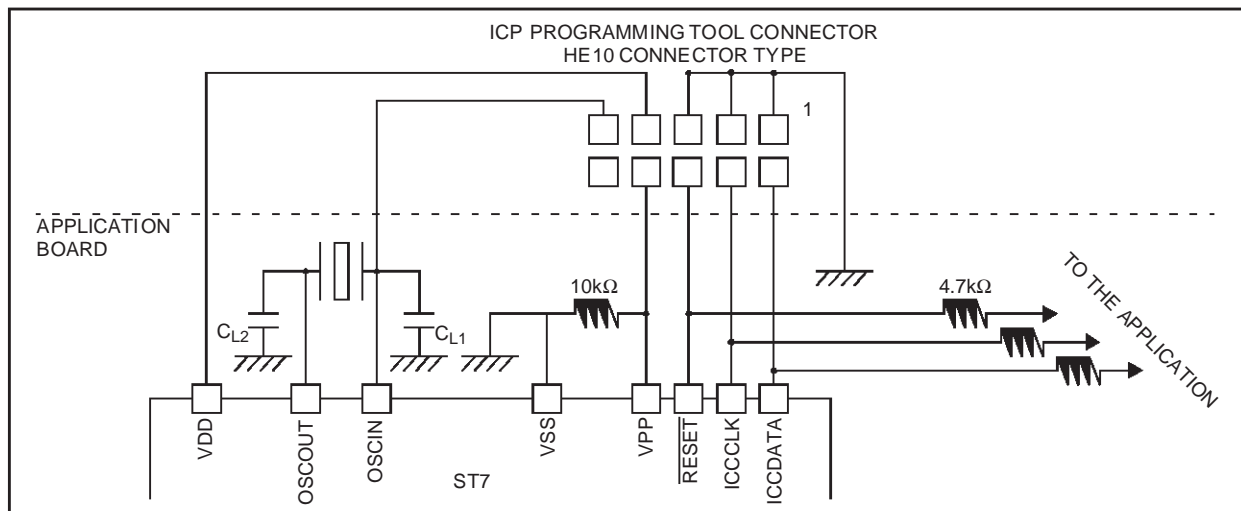 ICP PROGRAMMING TOOL CONNECTOR
HE10 CONNECTOR TYPE
1
APPLICATION
BOARD
TO THE APPLICATION
10kΩ
4.7kΩ
CL2
CL1
VDD
OSCOUT
OSCIN
VSS
VPP
RESET
ICCCLK
ICCDATA
ST7